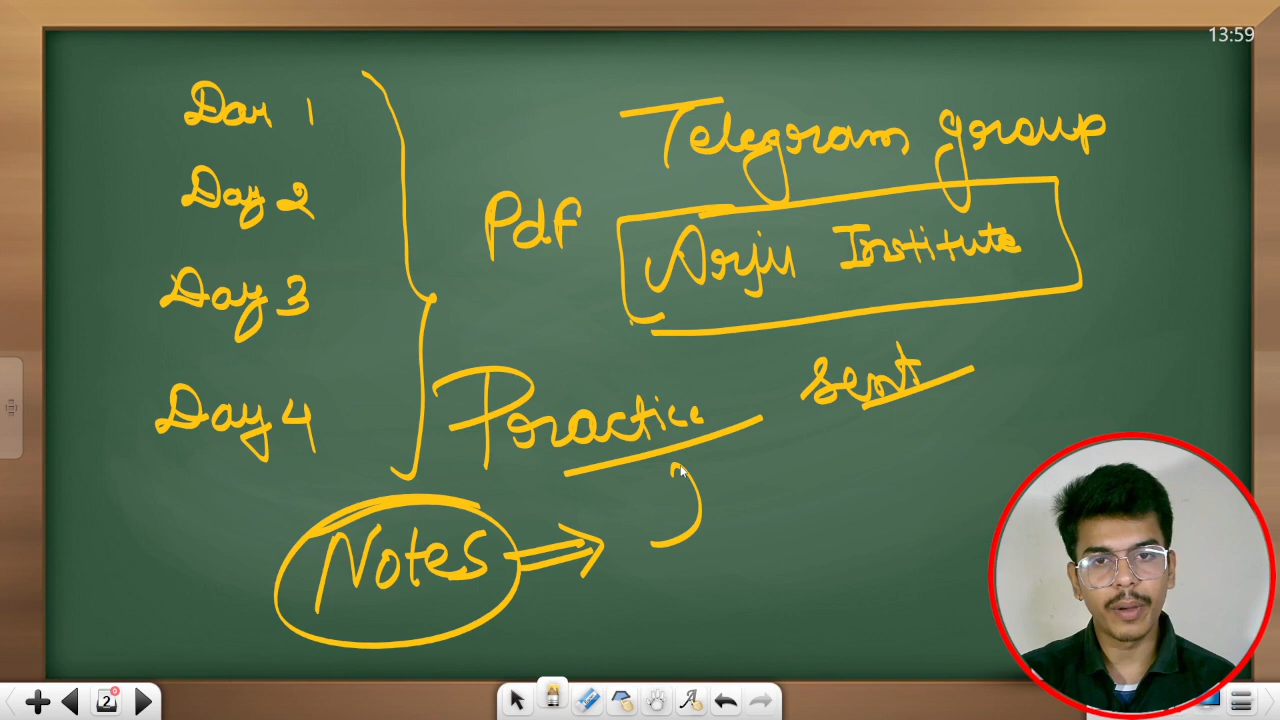 13:59
Day 1
Day 2
Day 3
Day 4
Telegram group
Pdf
Arju Institute
Practice
sent
Notes
2